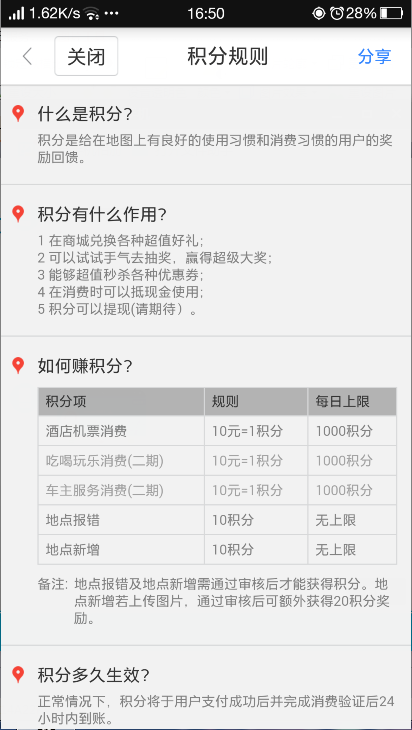 1.62K/s ••• 16:50 28%
关闭 积分规则 分享
什么是积分?
积分是给在地图上有良好的使用习惯和消费习惯的用户的奖
励回馈。
积分有什么作用?
1 在商城兑换各种超值好礼;
2 可以试试手气去抽奖，赢得超级大奖;
3 能够超值秒杀各种优惠券;
4 在消费时可以抵现金使用;
5 积分可以提现(请期待）。
如何赚积分?
积分项 规则 每日上限
酒店机票消费 10元=1积分 1000积分
吃喝玩乐消费(二期) 10元=1积分 1000积分
车主服务消费(二期) 10元=1积分 1000积分
地点报错 10积分 无上限
地点新增 10积分 无上限
备注: 地点报错及地点新增需通过审核后才能获得积分。地
点新增若上传图片，通过审核后可额外获得20积分奖
励。
积分多久生效?
正常情况下，积分将于用户支付成功后并完成消费验证后24
小时内到账。